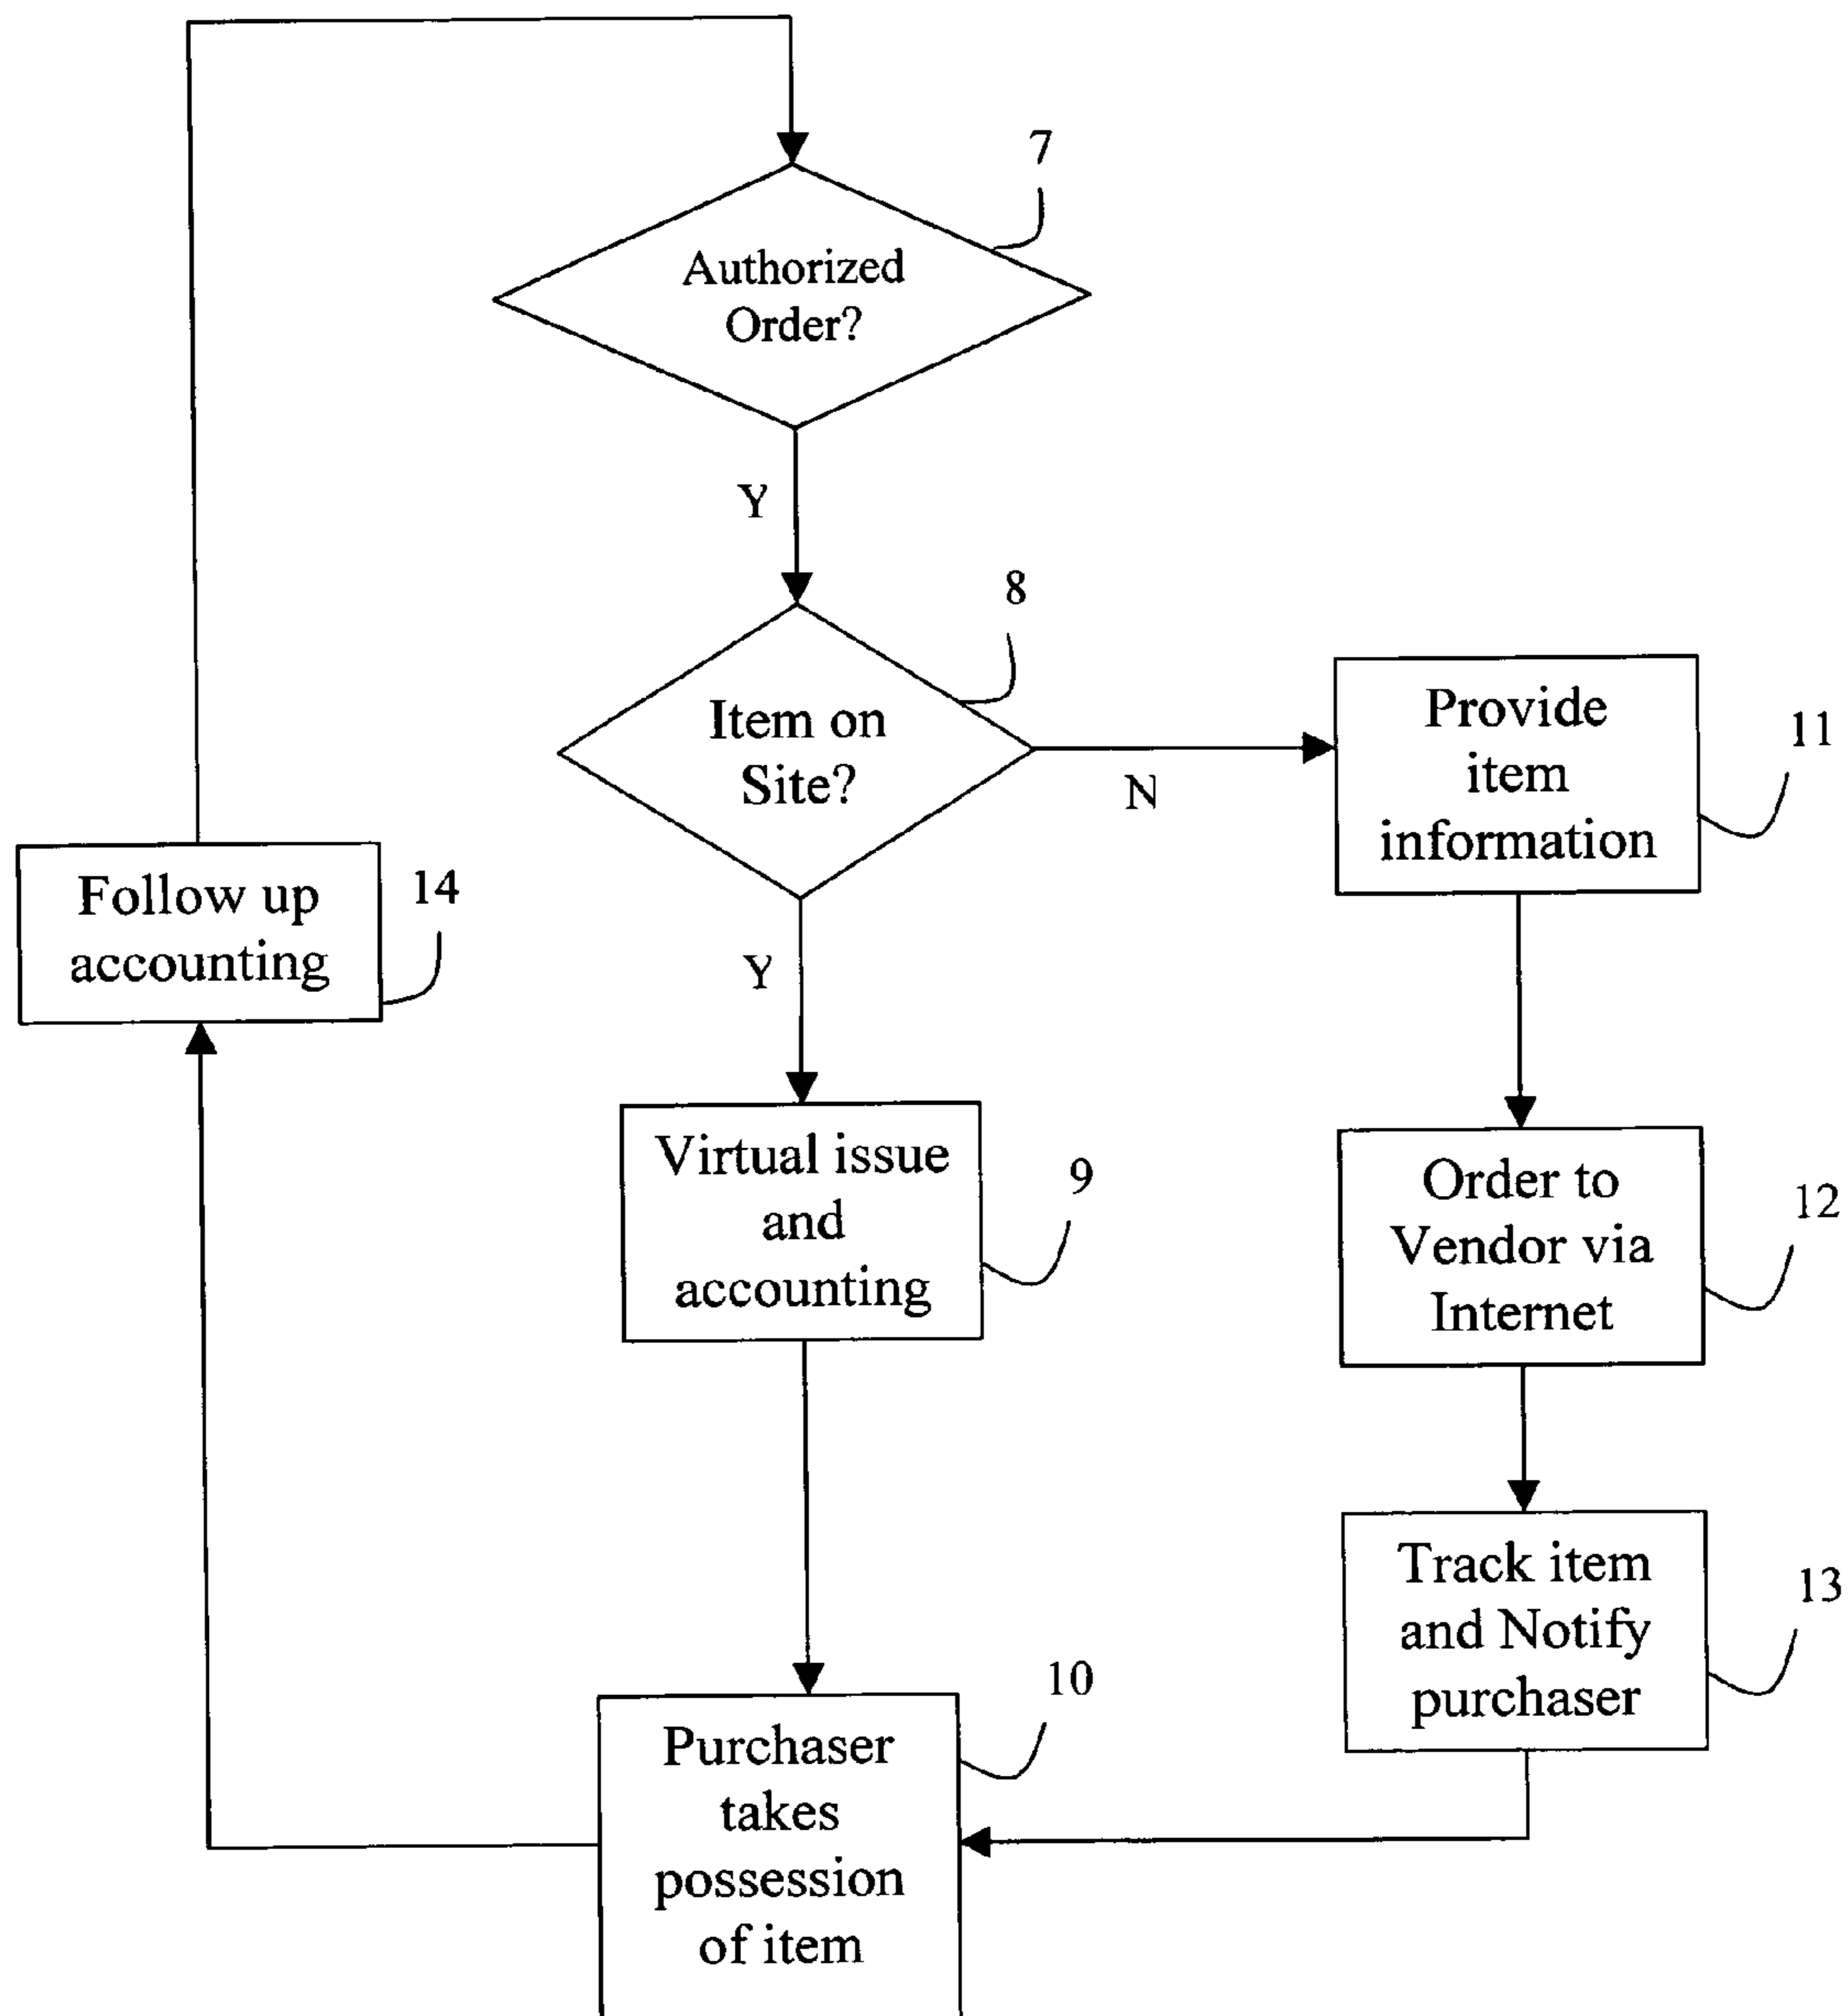 7
Authorized
Order?
Y
8
Item on
Site?
N
Provide
item
information
11
Follow up
accounting
14
Y
Virtual issue
and
accounting
9
Order to
Vendor via
Internet
12
Track item
and Notify
purchaser
13
10
Purchaser
takes
possession
of item